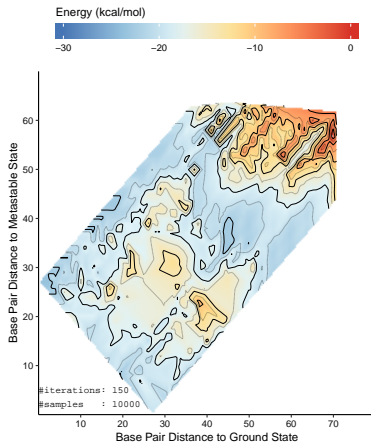 Energy (kcal/mol)
−30 −20 −10 0
Base Pair Distance to Metastable State
60
50
40
30
20
10
#iterations: 150
#samples   : 10000
10 20 30 40 50 60 70
Base Pair Distance to Ground State